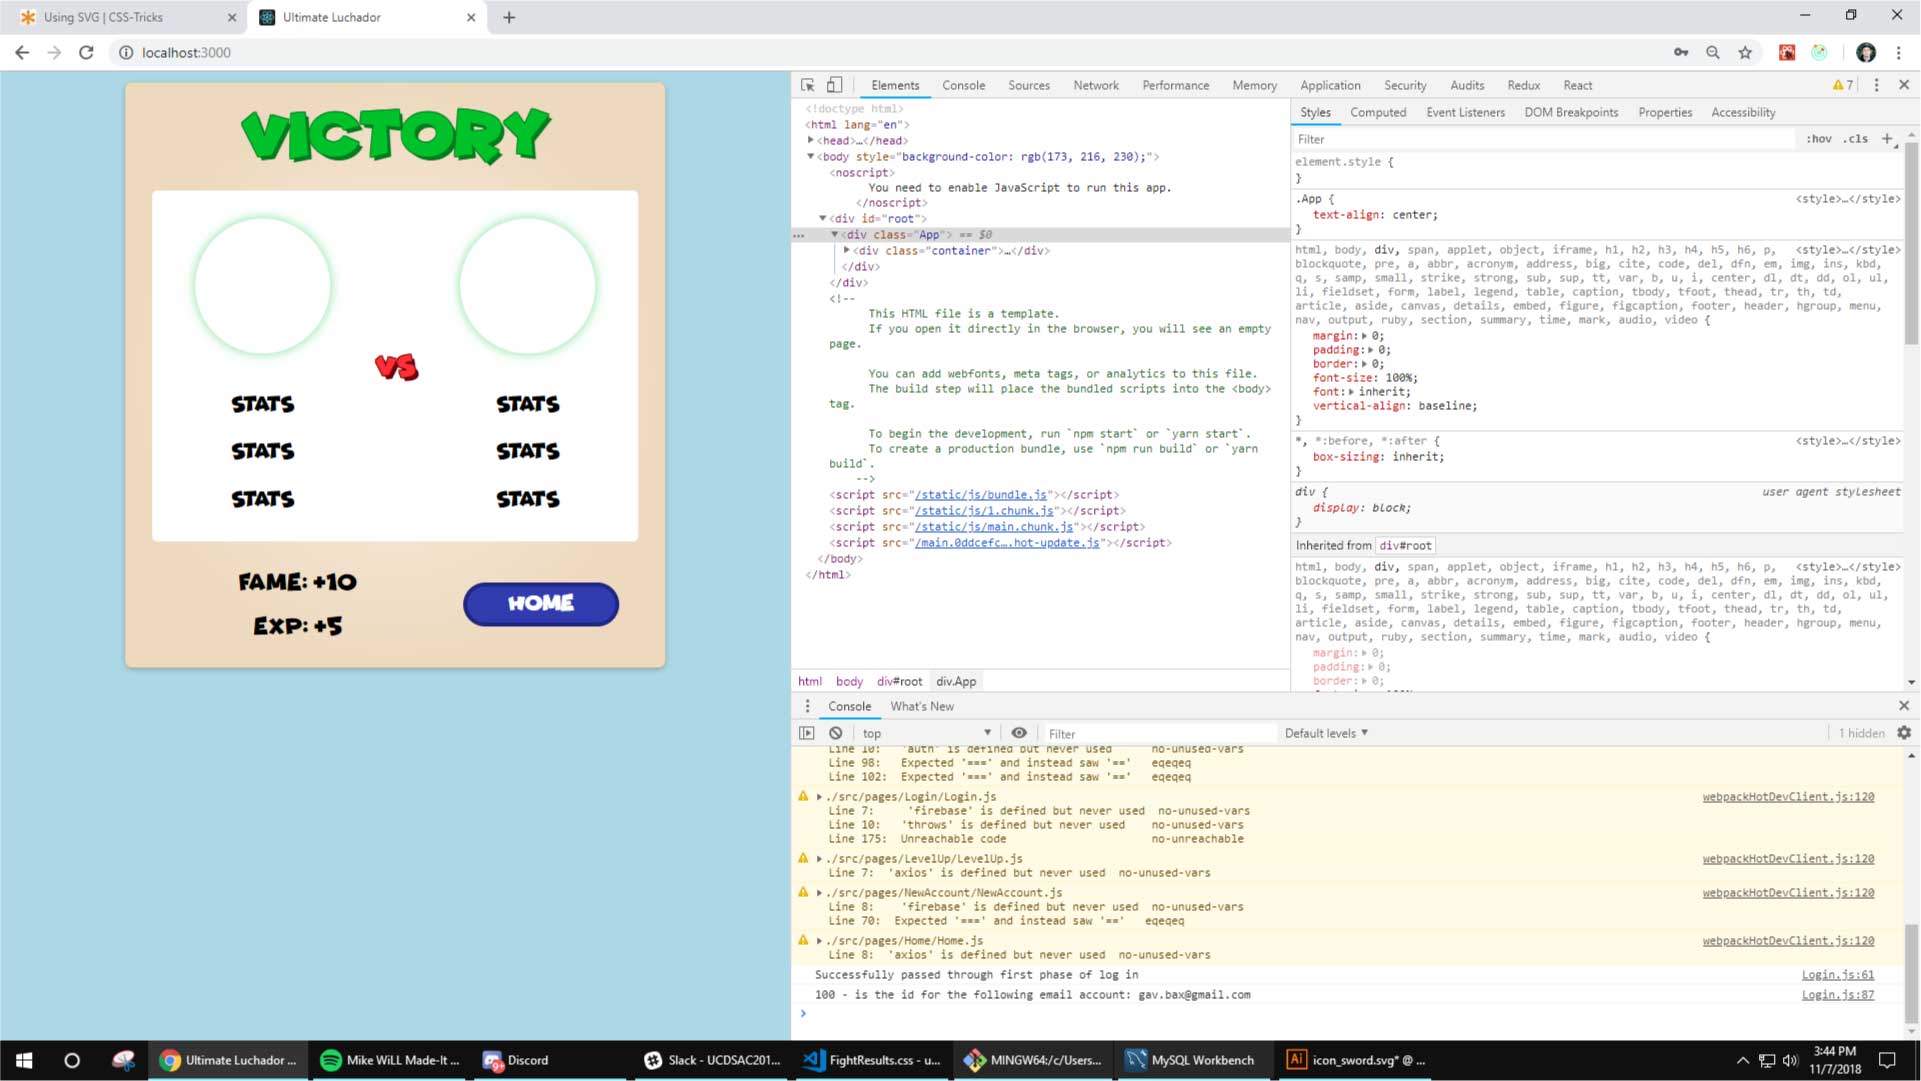 Using SVG | CSS-Tricks
Ultimate Luchador
localhost:3000
VICTORY
VS
STATS
STATS
STATS
STATS
STATS
STATS
FAME: +10
EXP: +5
HOME
Elements Console Sources Network Performance Memory Application Security Audits Redux React 7
<!doctype html>
<html lang="en">
<head>…</head>
<body style="background-color: rgb(173, 216, 230);">
<noscript>
You need to enable JavaScript to run this app.
</noscript>
<div id="root">
... <div class="App"> == $0
<div class="container">…</div>
</div>
</div>
<!--
This HTML file is a template.
If you open it directly in the browser, you will see an empty
page.
You can add webfonts, meta tags, or analytics to this file.
The build step will place the bundled scripts into the <body>
tag.
To begin the development, run `npm start` or `yarn start`.
To create a production bundle, use `npm run build` or `yarn
build`.
-->
<script src="/static/js/bundle.js"></script>
<script src="/static/js/1.chunk.js"></script>
<script src="/static/js/main.chunk.js"></script>
<script src="/main.0ddcefc….hot-update.js"></script>
</body>
</html>
html body div#root div.App
Styles Computed Event Listeners DOM Breakpoints Properties Accessibility
Filter :hov .cls +
element.style {
}
.App { <style>…</style>
text-align: center;
}
html, body, div, span, applet, object, iframe, h1, h2, h3, h4, h5, h6, p, <style>…</style>
blockquote, pre, a, abbr, acronym, address, big, cite, code, del, dfn, em, img, ins, kbd,
q, s, samp, small, strike, strong, sub, sup, tt, var, b, u, i, center, dl, dt, dd, ol, ul,
li, fieldset, form, label, legend, table, caption, tbody, tfoot, thead, tr, th, td,
article, aside, canvas, details, embed, figure, figcaption, footer, header, hgroup, menu,
nav, output, ruby, section, summary, time, mark, audio, video {
margin: 0;
padding: 0;
border: 0;
font-size: 100%;
font: inherit;
vertical-align: baseline;
}
*, *:before, *:after { <style>…</style>
box-sizing: inherit;
}
div { user agent stylesheet
display: block;
}
Inherited from div#root
html, body, div, span, applet, object, iframe, h1, h2, h3, h4, h5, h6, p, <style>…</style>
blockquote, pre, a, abbr, acronym, address, big, cite, code, del, dfn, em, img, ins, kbd,
q, s, samp, small, strike, strong, sub, sup, tt, var, b, u, i, center, dl, dt, dd, ol, ul,
li, fieldset, form, label, legend, table, caption, tbody, tfoot, thead, tr, th, td,
article, aside, canvas, details, embed, figure, figcaption, footer, header, hgroup, menu,
nav, output, ruby, section, summary, time, mark, audio, video {
margin: 0;
padding: 0;
border: 0;
Console What's New
top Filter Default levels 1 hidden
Line 10: 'auth' is defined but never used no-unused-vars
Line 98: Expected '===' and instead saw '==' eqeqeq
Line 102: Expected '===' and instead saw '==' eqeqeq
./src/pages/Login/Login.js webpackHotDevClient.js:120
Line 7: 'firebase' is defined but never used no-unused-vars
Line 10: 'throws' is defined but never used no-unused-vars
Line 175: Unreachable code no-unreachable
./src/pages/LevelUp/LevelUp.js webpackHotDevClient.js:120
Line 7: 'axios' is defined but never used no-unused-vars
./src/pages/NewAccount/NewAccount.js webpackHotDevClient.js:120
Line 8: 'firebase' is defined but never used no-unused-vars
Line 70: Expected '===' and instead saw '==' eqeqeq
./src/pages/Home/Home.js webpackHotDevClient.js:120
Line 8: 'axios' is defined but never used no-unused-vars
Successfully passed through first phase of log in Login.js:61
100 - is the id for the following email account: gav.bax@gmail.com Login.js:87
Ultimate Luchador ... Mike WiLL Made-It ... 9+ Discord Slack - UCDSAC201... FightResults.css - u... MINGW64:/c/Users... MySQL Workbench Ai icon_sword.svg* @ ... 3:44 PM
11/7/2018